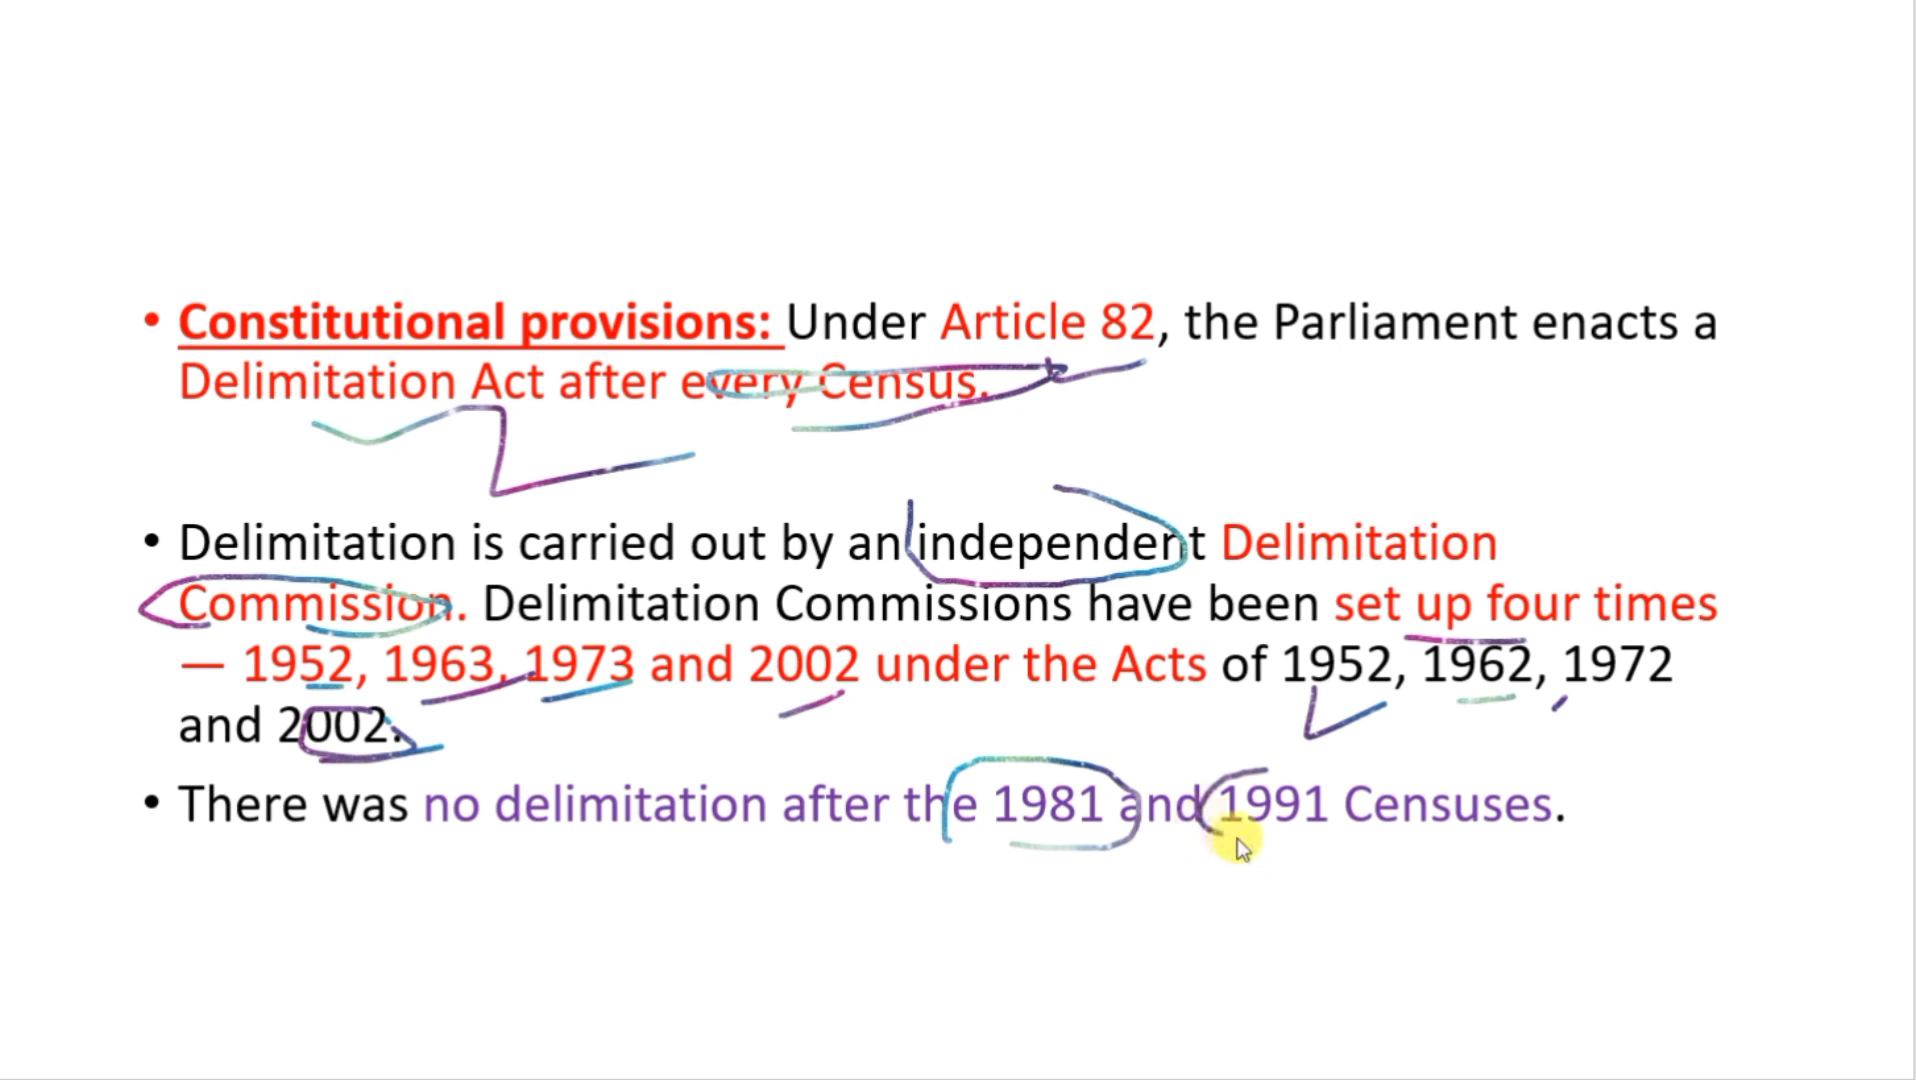 • Constitutional provisions: Under Article 82, the Parliament enacts a
Delimitation Act after every Census.
• Delimitation is carried out by an independent Delimitation
Commission. Delimitation Commissions have been set up four times
— 1952, 1963, 1973 and 2002 under the Acts of 1952, 1962, 1972
and 2002.
• There was no delimitation after the 1981 and 1991 Censuses.